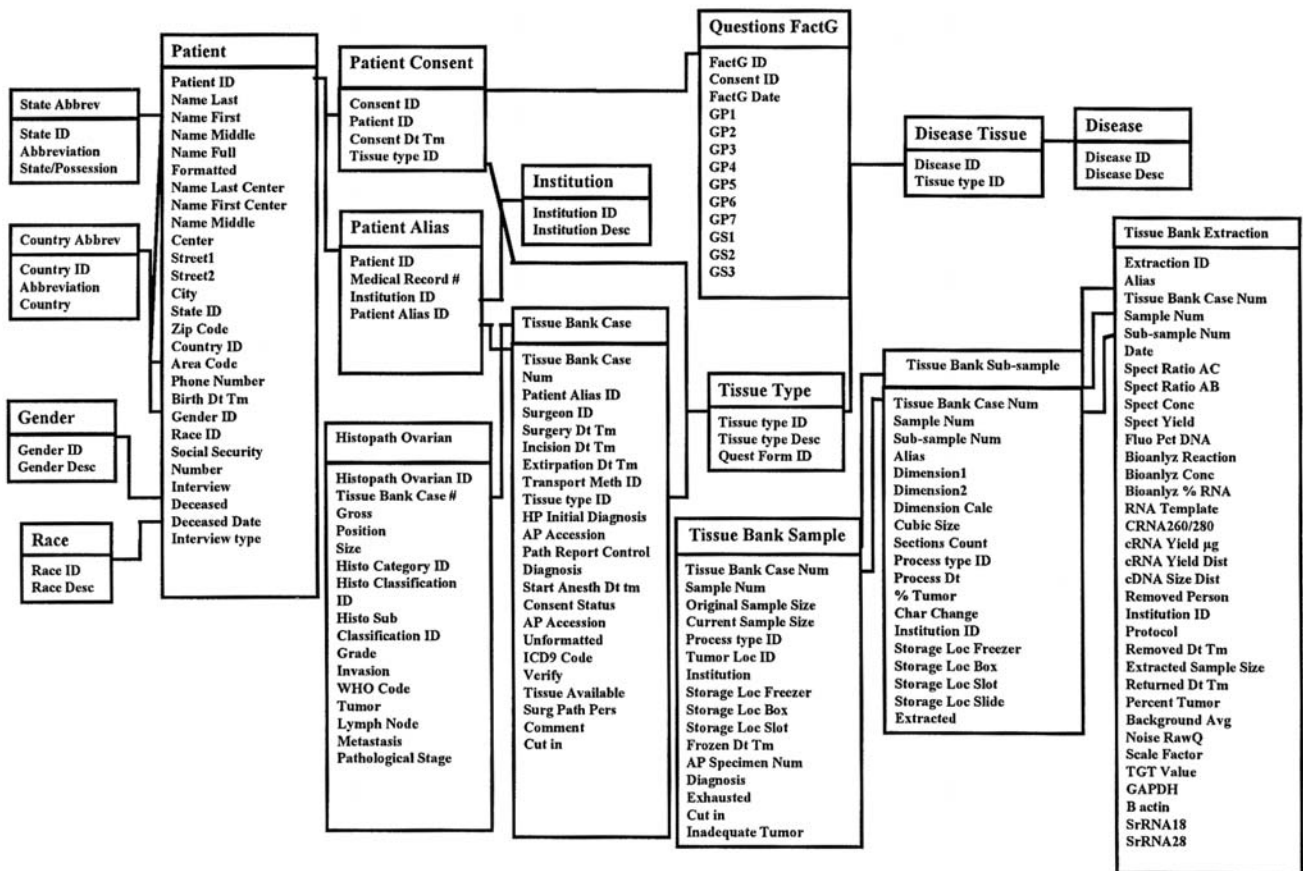 State Abbrev
State ID
Abbreviation
State/Possession
Country Abbrev
Country ID
Abbreviation
Country
Gender
Gender ID
Gender Desc
Race
Race ID
Race Desc
Patient
Patient ID
Name Last
Name First
Name Middle
Name Full
Formatted
Name Last Center
Name First Center
Name Middle
Center
Street1
Street2
City
State ID
Zip Code
Country ID
Area Code
Phone Number
Birth Dt Tm
Gender ID
Race ID
Social Security
Number
Interview
Deceased
Deceased Date
Interview type
Patient Consent
Consent ID
Patient ID
Consent Dt Tm
Tissue type ID
Patient Alias
Patient ID
Medical Record #
Institution ID
Patient Alias ID
Histopath Ovarian
Histopath Ovarian ID
Tissue Bank Case #
Gross
Position
Size
Histo Category ID
Histo Classification
ID
Histo Sub
Classification ID
Grade
Invasion
WHO Code
Tumor
Lymph Node
Metastasis
Pathological Stage
Institution
Institution ID
Institution Desc
Tissue Bank Case
Tissue Bank Case
Num
Patient Alias ID
Surgeon ID
Surgery Dt Tm
Incision Dt Tm
Extirpation Dt Tm
Transport Meth ID
Tissue type ID
HP Initial Diagnosis
AP Accession
Path Report Control
Diagnosis
Start Anesth Dt tm
Consent Status
AP Accession
Unformatted
ICD9 Code
Verify
Tissue Available
Surg Path Pers
Comment
Cut in
Questions FactG
FactG ID
Consent ID
FactG Date
GP1
GP2
GP3
GP4
GP5
GP6
GP7
GS1
GS2
GS3
Tissue Type
Tissue type ID
Tissue type Desc
Quest Form ID
Tissue Bank Sample
Tissue Bank Case Num
Sample Num
Original Sample Size
Current Sample Size
Process type ID
Tumor Loc ID
Institution
Storage Loc Freezer
Storage Loc Box
Storage Loc Slot
Frozen Dt Tm
AP Specimen Num
Diagnosis
Exhausted
Cut in
Inadequate Tumor
Disease Tissue
Disease ID
Tissue type ID
Disease
Disease ID
Disease Desc
Tissue Bank Sub-sample
Tissue Bank Case Num
Sample Num
Sub-sample Num
Alias
Dimension1
Dimension2
Dimension Calc
Cubic Size
Sections Count
Process type ID
Process Dt
% Tumor
Char Change
Institution ID
Storage Loc Freezer
Storage Loc Box
Storage Loc Slot
Storage Loc Slide
Extracted
Tissue Bank Extraction
Extraction ID
Alias
Tissue Bank Case Num
Sample Num
Sub-sample Num
Date
Spect Ratio AC
Spect Ratio AB
Spect Conc
Spect Yield
Fluo Pct DNA
Bioanlyz Reaction
Bioanlyz Conc
Bioanlyz % RNA
RNA Template
CRNA260/280
cRNA Yield µg
cRNA Yield Dist
cDNA Size Dist
Removed Person
Institution ID
Protocol
Removed Dt Tm
Extracted Sample Size
Returned Dt Tm
Percent Tumor
Background Avg
Noise RawQ
Scale Factor
TGT Value
GAPDH
B actin
SrRNA18
SrRNA28